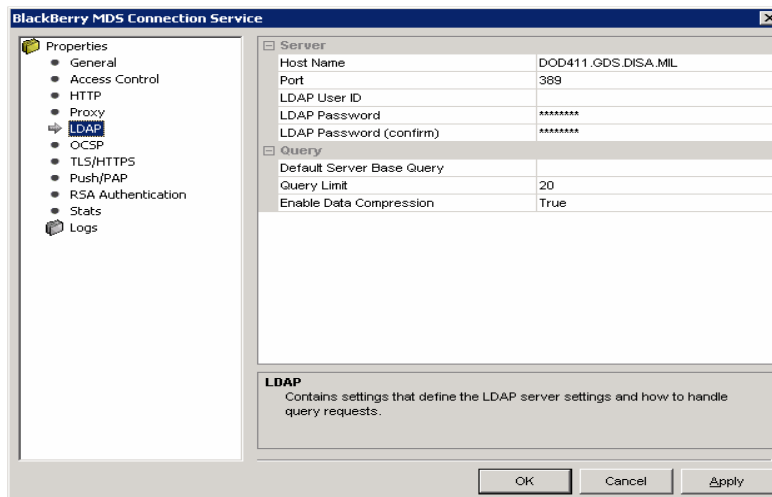 BlackBerry MDS Connection Service
Properties
General
Access Control
HTTP
Proxy
LDAP
OCSP
TLS/HTTPS
Push/PAP
RSA Authentication
Stats
Logs
Server
Host Name DOD411.GDS.DISA.MIL
Port 389
LDAP User ID
LDAP Password ********
LDAP Password (confirm) ********
Query
Default Server Base Query
Query Limit 20
Enable Data Compression True
LDAP
Contains settings that define the LDAP server settings and how to handle
query requests.
OK Cancel Apply